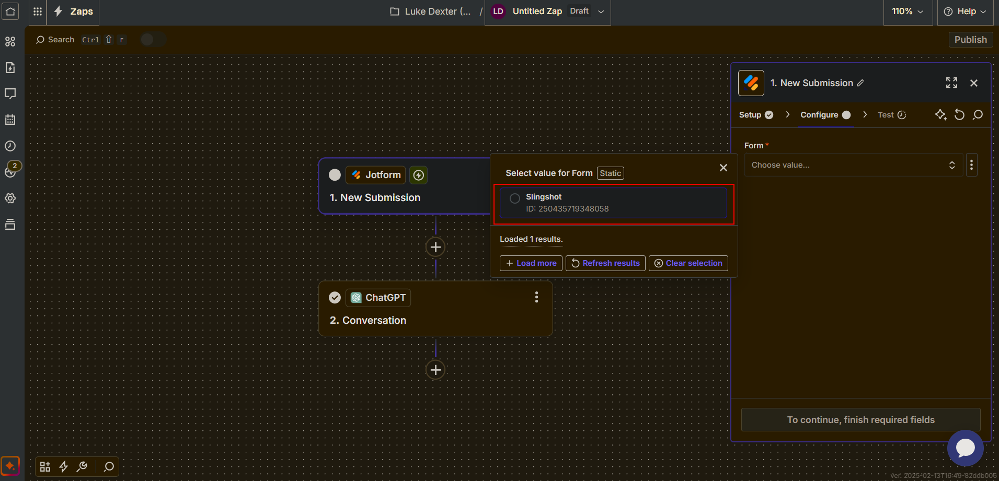 Zaps
Luke Dexter (... / LD Untitled Zap Draft
110%
Help
Search Ctrl ⇧ F
Publish
1. New Submission
Setup Configure Test
Form *
Choose value...
Jotform
1. New Submission
Select value for Form Static
Slingshot
ID: 250435719348058
Loaded 1 results.
+ Load more Refresh results Clear selection
2
ChatGPT
2. Conversation
To continue, finish required fields
ver. 2025-02-13T16:49-82ddb006